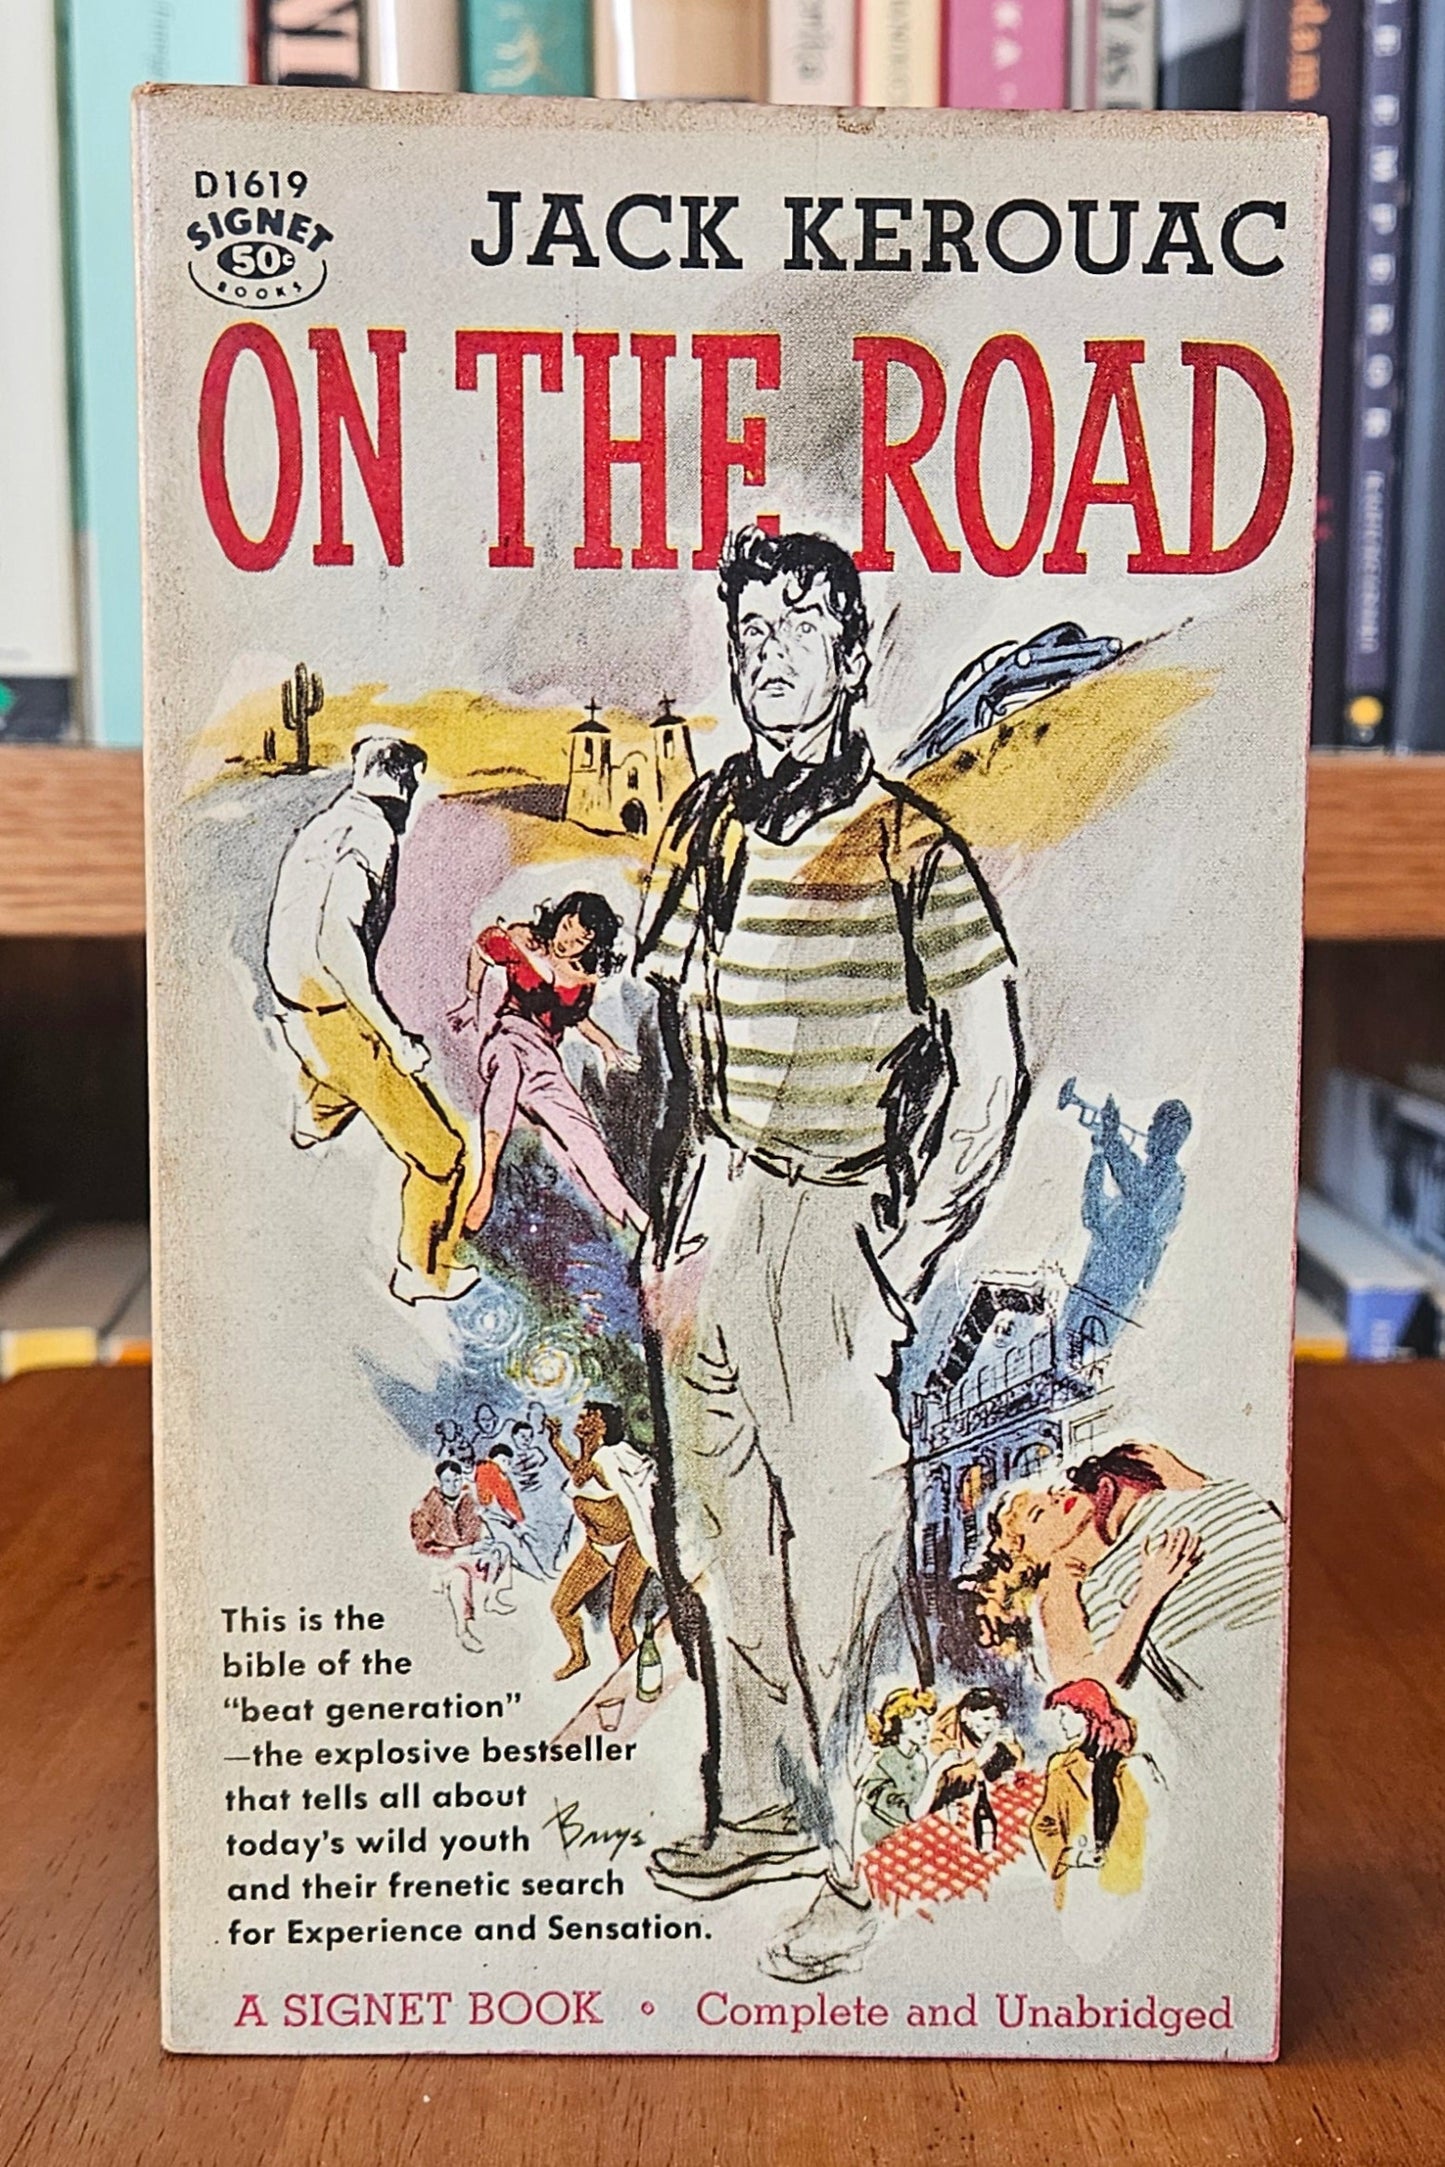 D1619
SIGNET
50¢
BOOKS
JACK KEROUAC
ON THE ROAD
This is the
bible of the
“beat generation”
—the explosive bestseller
that tells all about
today’s wild youth
and their frenetic search
for Experience and Sensation.
A SIGNET BOOK • Complete and Unabridged